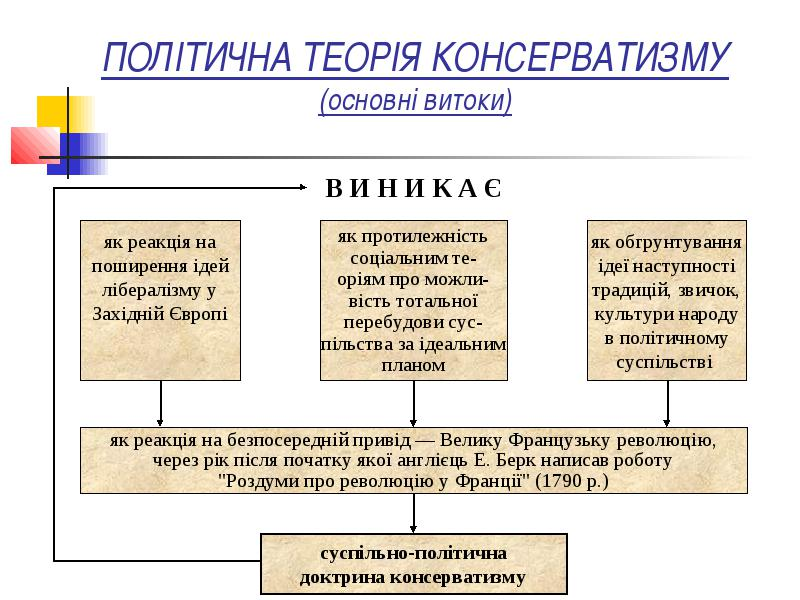 ПОЛІТИЧНА ТЕОРІЯ КОНСЕРВАТИЗМУ
(основні витоки)
В И Н И К А Є
як реакція на
поширення ідей
лібералізму у
Західній Європі
як протилежність
соціальним те-
оріям про можли-
вість тотальної
перебудови сус-
пільства за ідеальним
планом
як обґрунтування
ідеї наступності
традицій, звичок,
культури народу
в політичному
суспільстві
як реакція на безпосередній привід — Велику Французьку революцію,
через рік після початку якої англієць Е. Берк написав роботу
"Роздуми про революцію у Франції" (1790 р.)
суспільно-політична
доктрина консерватизму